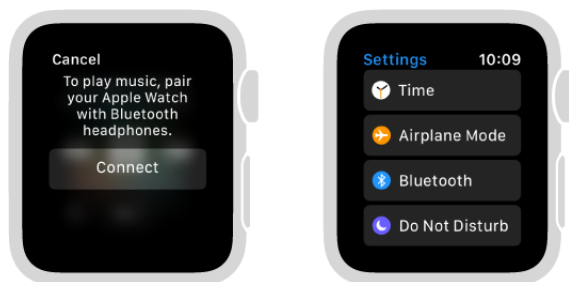 Cancel
To play music, pair
your Apple Watch
with Bluetooth
headphones.
Connect
Settings 10:09
Time
Airplane Mode
Bluetooth
Do Not Disturb